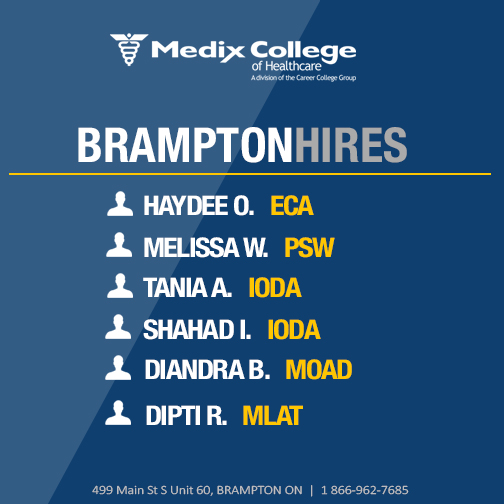 Medix College
of Healthcare
A division of the Career College Group
BRAMPTONHIRES
HAYDEE O. ECA
MELISSA W. PSW
TANIA A. IODA
SHAHAD I. IODA
DIANDRA B. MOAD
DIPTI R. MLAT
499 Main St S Unit 60, BRAMPTON ON | 1 866-962-7685